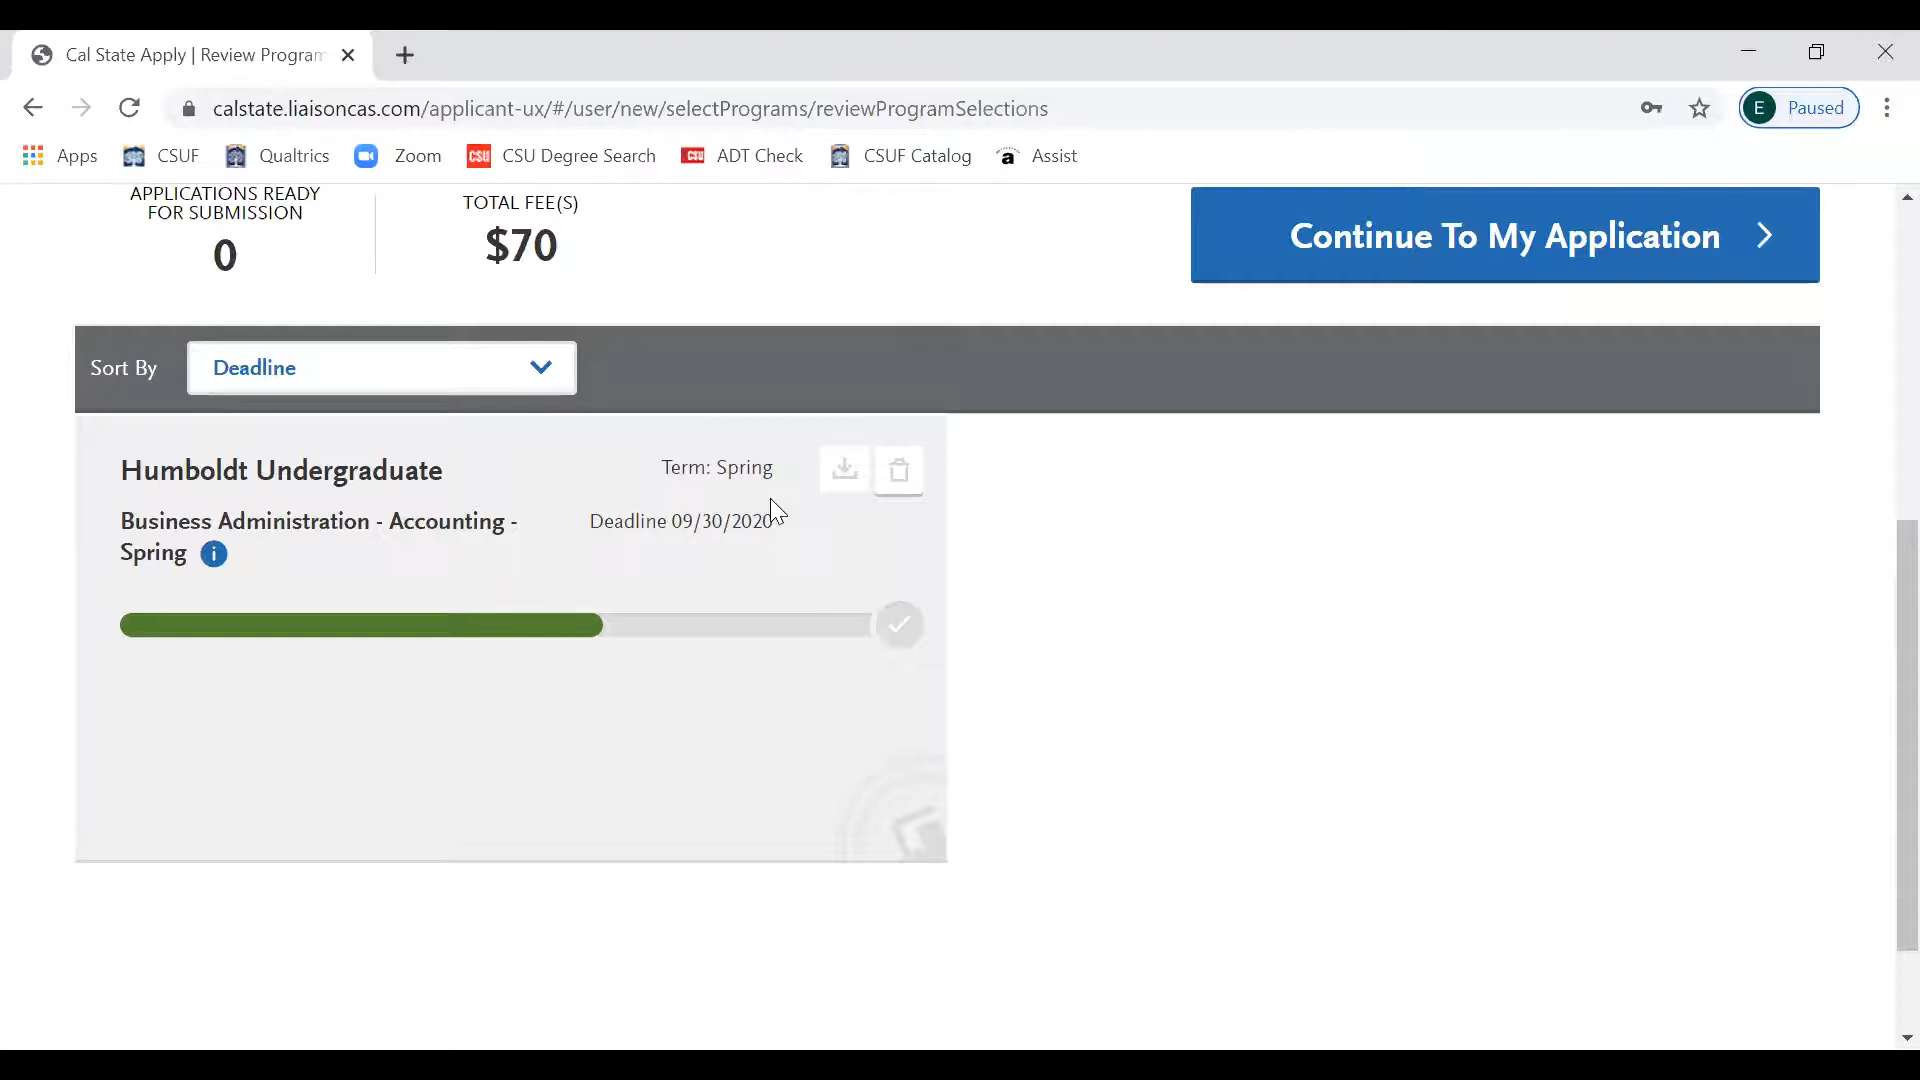 Cal State Apply | Review Program
calstate.liaisoncas.com/applicant-ux/#/user/new/selectPrograms/reviewProgramSelections
E Paused
Apps CSUF Qualtrics Zoom CSU CSU Degree Search CSU ADT Check CSUF Catalog a Assist
APPLICATIONS READY
FOR SUBMISSION
0
TOTAL FEE(S)
$70
Continue To My Application
Sort By Deadline
Humboldt Undergraduate
Term: Spring
Business Administration - Accounting -
Spring i
Deadline 09/30/2020